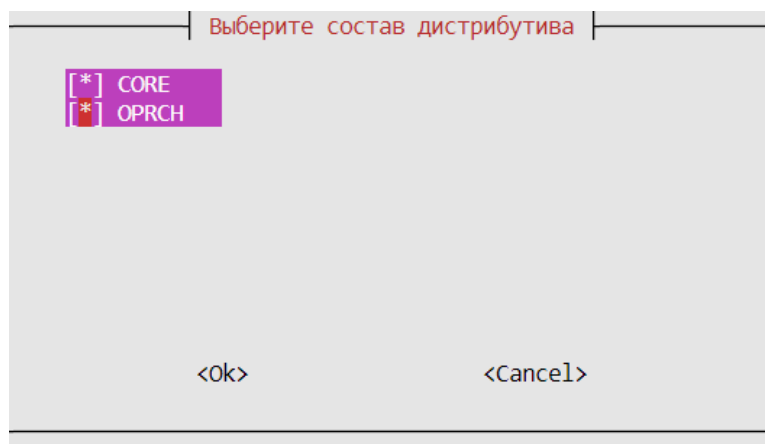 Выберите состав дистрибутива
[*] CORE
[*] OPRCH
<Ok> <Cancel>